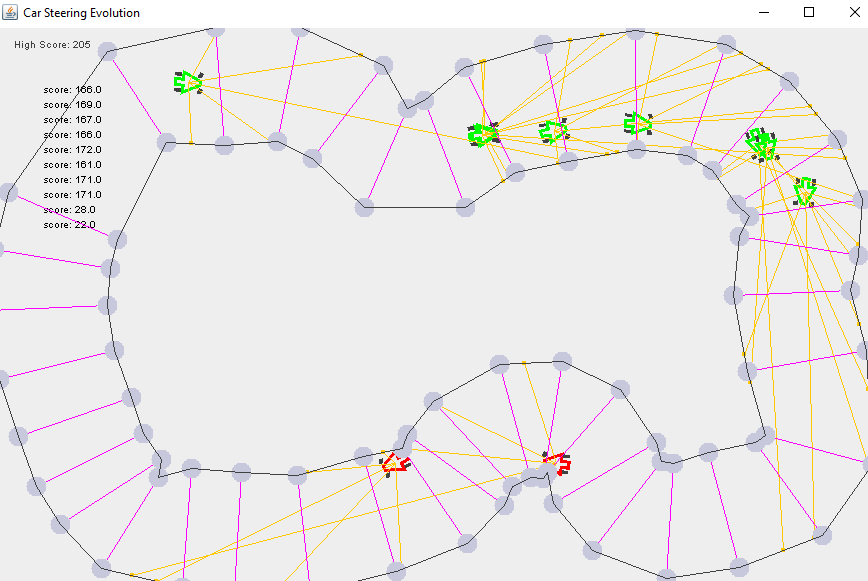 Car Steering Evolution
High Score: 205
score: 166.0
score: 169.0
score: 167.0
score: 166.0
score: 172.0
score: 161.0
score: 171.0
score: 171.0
score: 28.0
score: 22.0